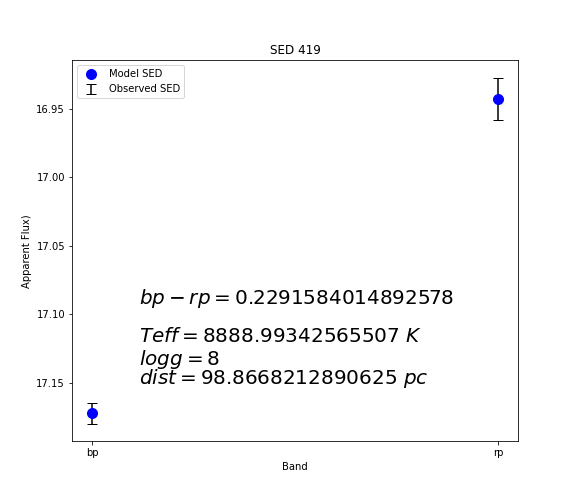 SED 419
Model SED
Observed SED
16.95
17.00
17.05
17.10
17.15
Apparent Flux)
bp − rp = 0.2291584014892578
Teff = 8888.99342565507 K
logg = 8
dist = 98.8668212890625 pc
bp
rp
Band